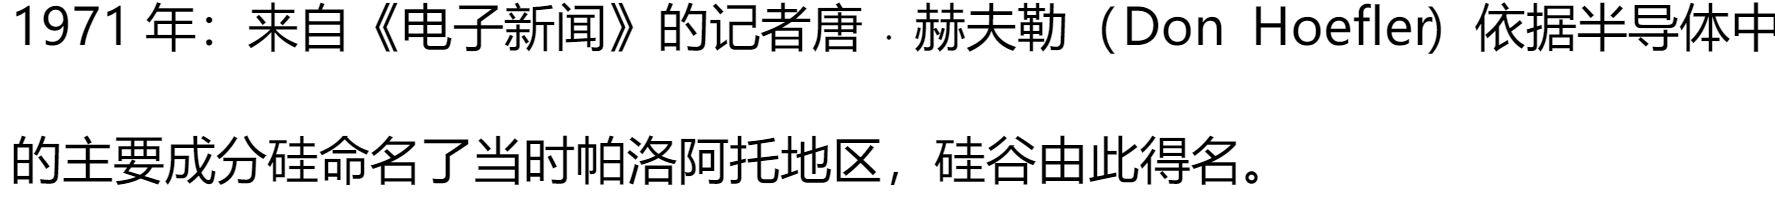 1971 年：来自《电子新闻》的记者唐 · 赫夫勒（Don Hoefler）依据半导体中
的主要成分硅命名了当时帕洛阿托地区，硅谷由此得名。